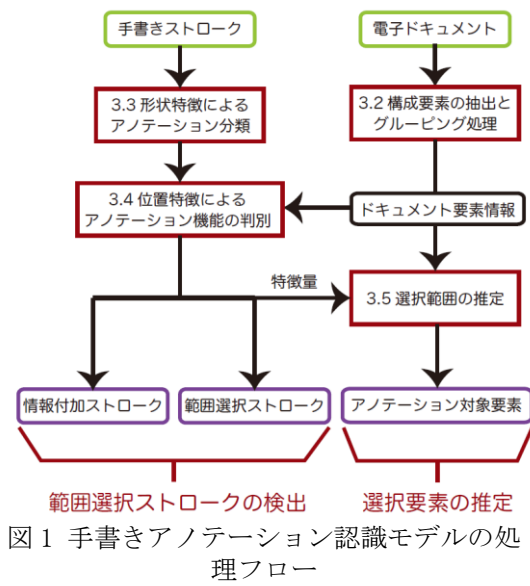 手書きストローク
電子ドキュメント
3.3 形状特徴による
アノテーション分類
3.2 構成要素の抽出と
グルーピング処理
3.4 位置特徴による
アノテーション機能の判別
ドキュメント要素情報
特徴量
3.5 選択範囲の推定
情報付加ストローク
範囲選択ストローク
アノテーション対象要素
範囲選択ストロークの検出
選択要素の推定
図 1 手書きアノテーション認識モデルの処
理フロー